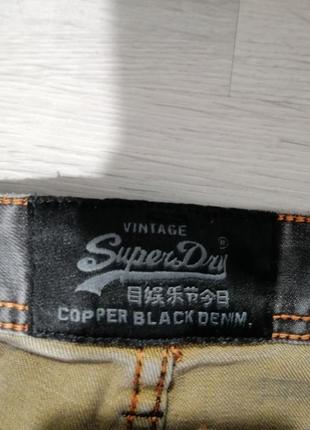 VINTAGE
SuperDry®
目娱乐节今日
COPPER BLACK DENIM